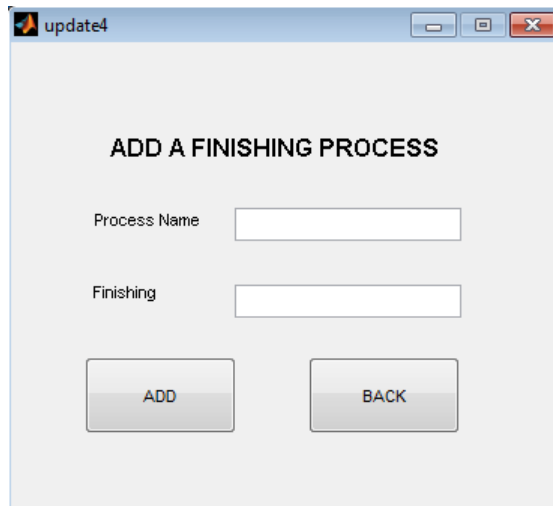 update4
ADD A FINISHING PROCESS
Process Name
Finishing
ADD BACK